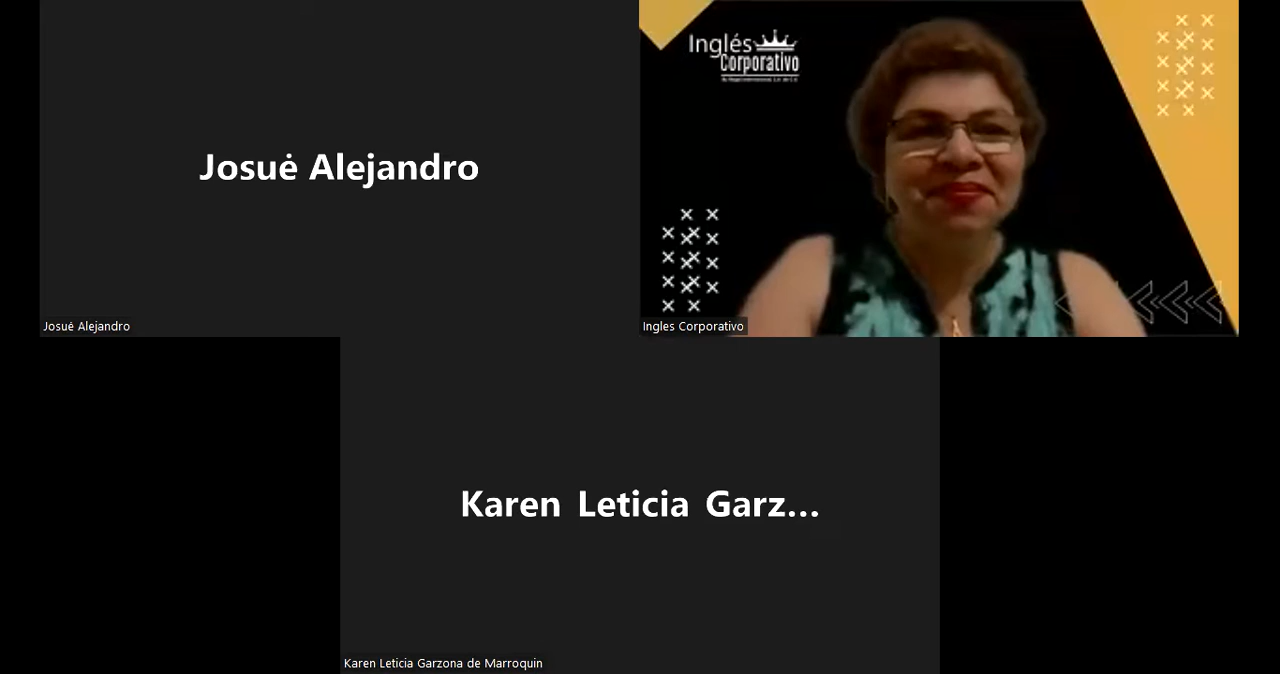 Josuė Alejandro
Josuė Alejandro
Inglés
Corporativo
Ingles Corporativo
Karen Leticia Garz...
Karen Leticia Garzona de Marroquin